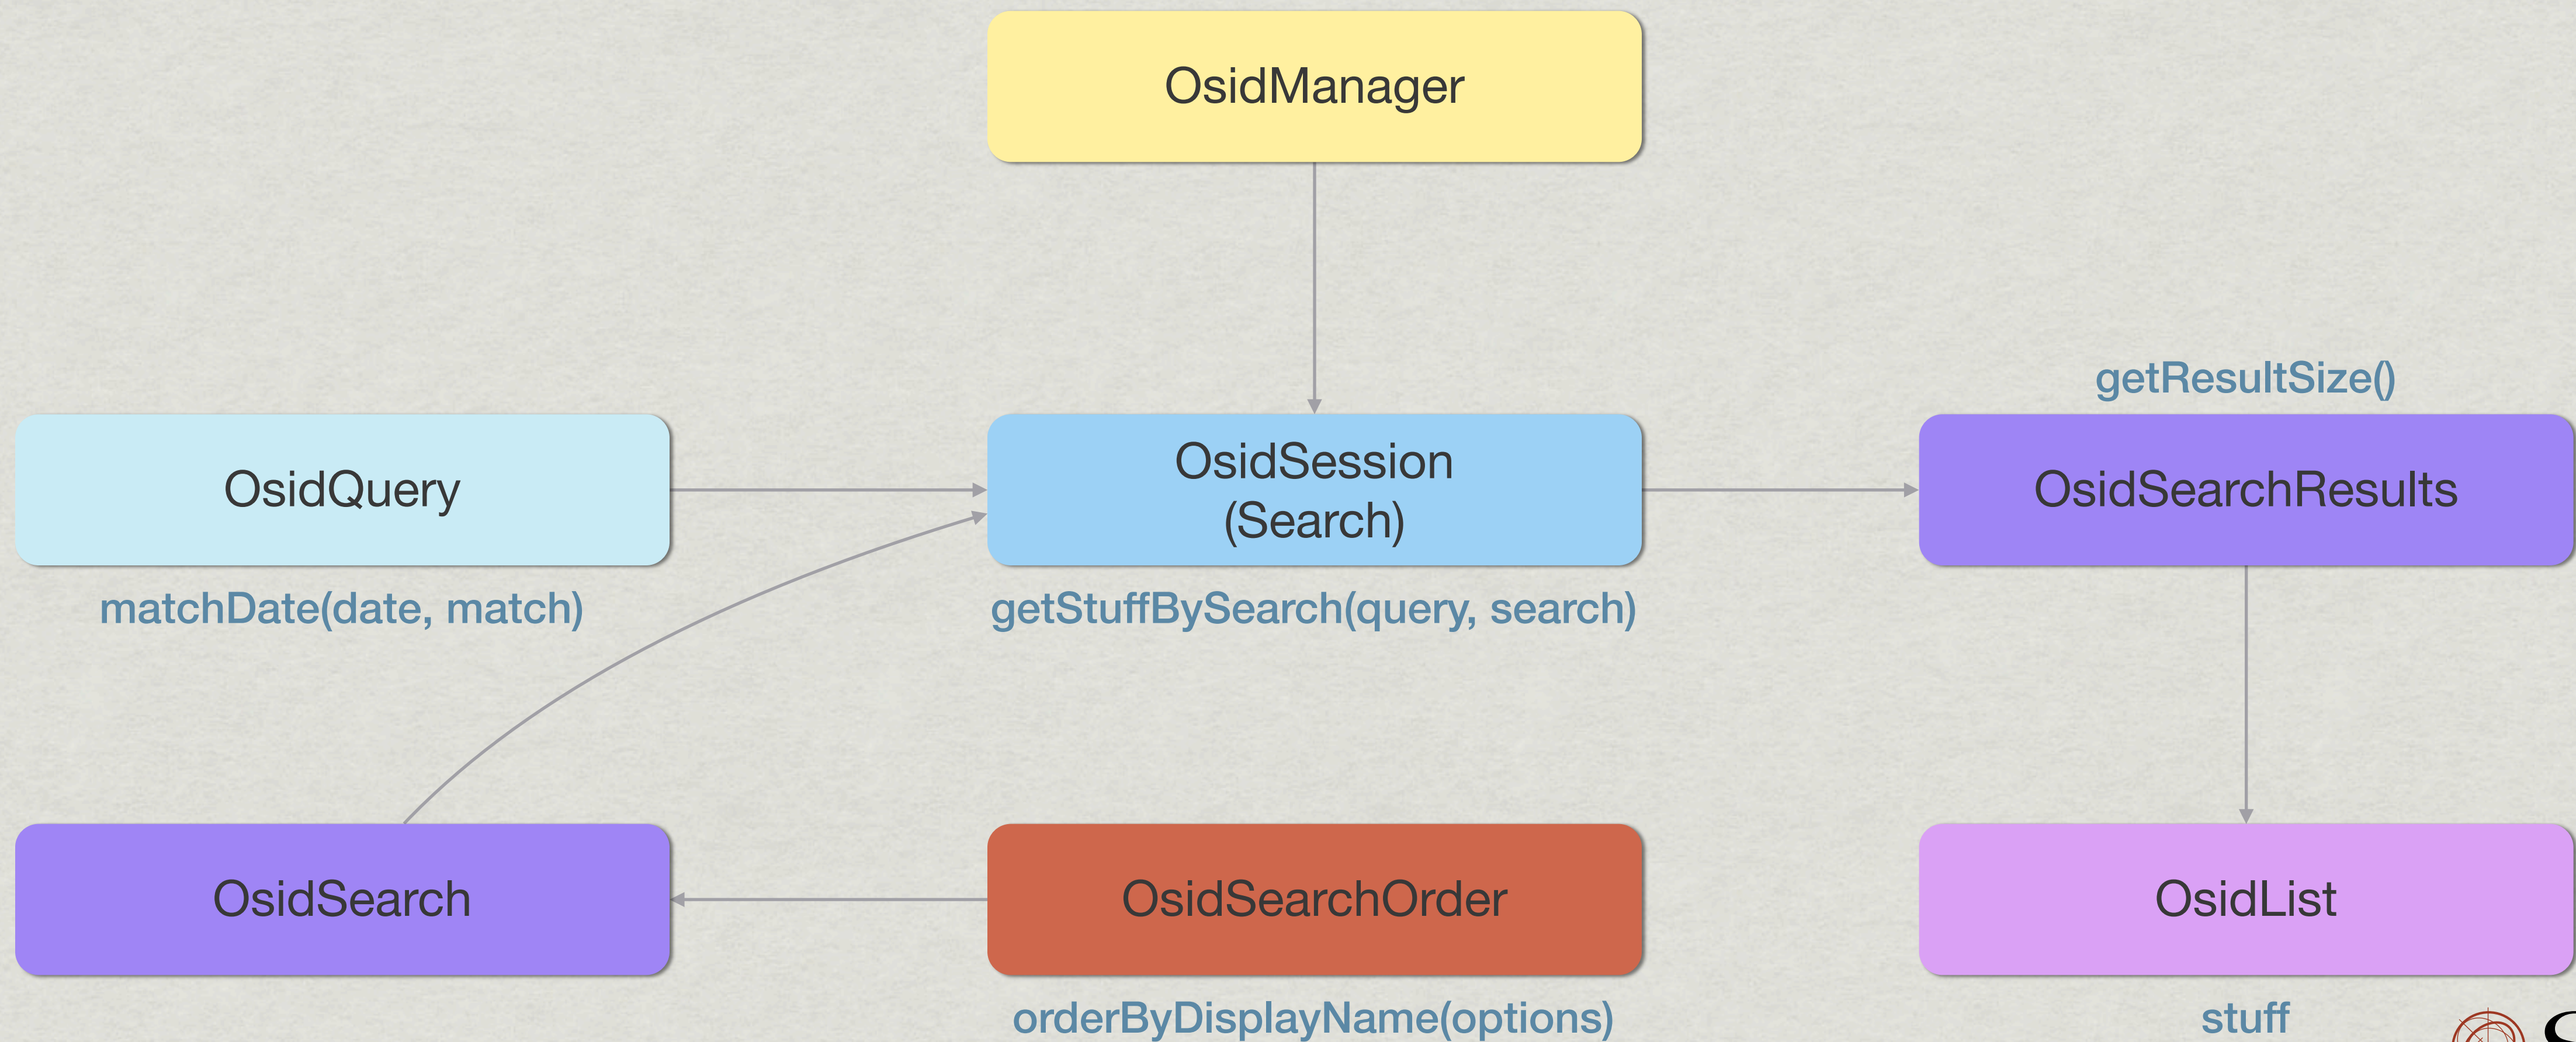 OsidManager
getResultSize()
OsidQuery
OsidSession
(Search)
OsidSearchResults
matchDate(date, match)
getStuffBySearch(query, search)
OsidSearch
OsidSearchOrder
OsidList
orderByDisplayName(options)
stuff